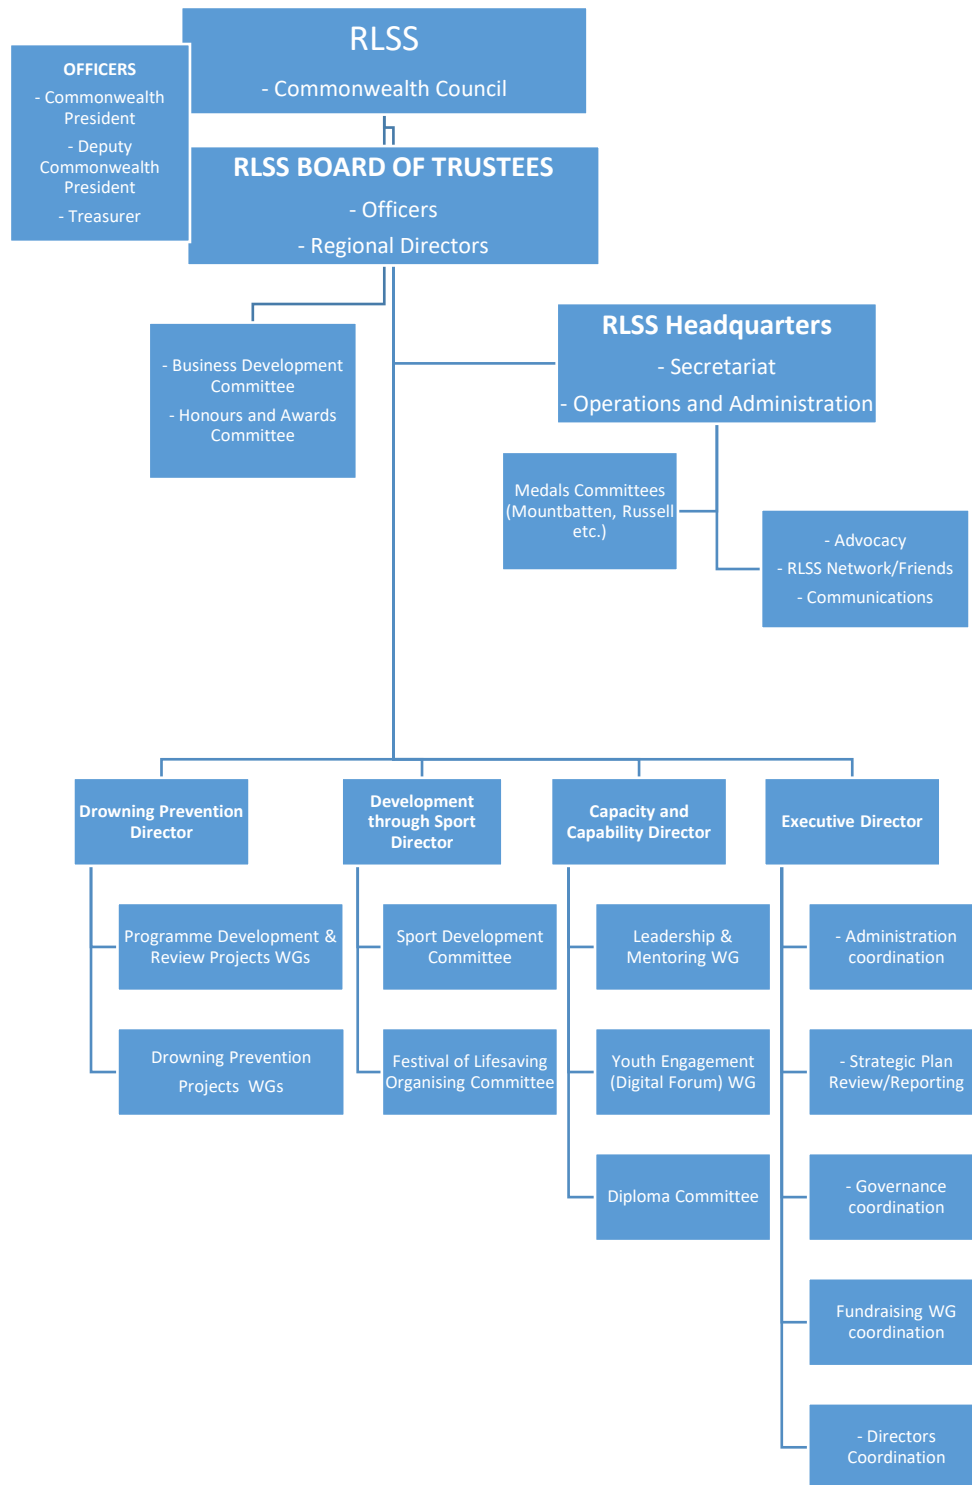 RLSS
- Commonwealth Council
OFFICERS
- Commonwealth
President
- Deputy
Commonwealth
President
- Treasurer
RLSS BOARD OF TRUSTEES
- Officers
- Regional Directors
- Business Development
Committee
- Honours and Awards
Committee
RLSS Headquarters
- Secretariat
- Operations and Administration
Medals Committees
(Mountbatten, Russell
etc.)
- Advocacy
- RLSS Network/Friends
- Communications
Drowning Prevention
Director
Development
through Sport
Director
Capacity and
Capability Director
Executive Director
Programme Development &
Review Projects WGs
Sport Development
Committee
Leadership &
Mentoring WG
- Administration
coordination
Drowning Prevention
Projects  WGs
Festival of Lifesaving
Organising Committee
Youth Engagement
(Digital Forum) WG
- Strategic Plan
Review/Reporting
Diploma Committee
- Governance
coordination
Fundraising WG
coordination
- Directors
Coordination